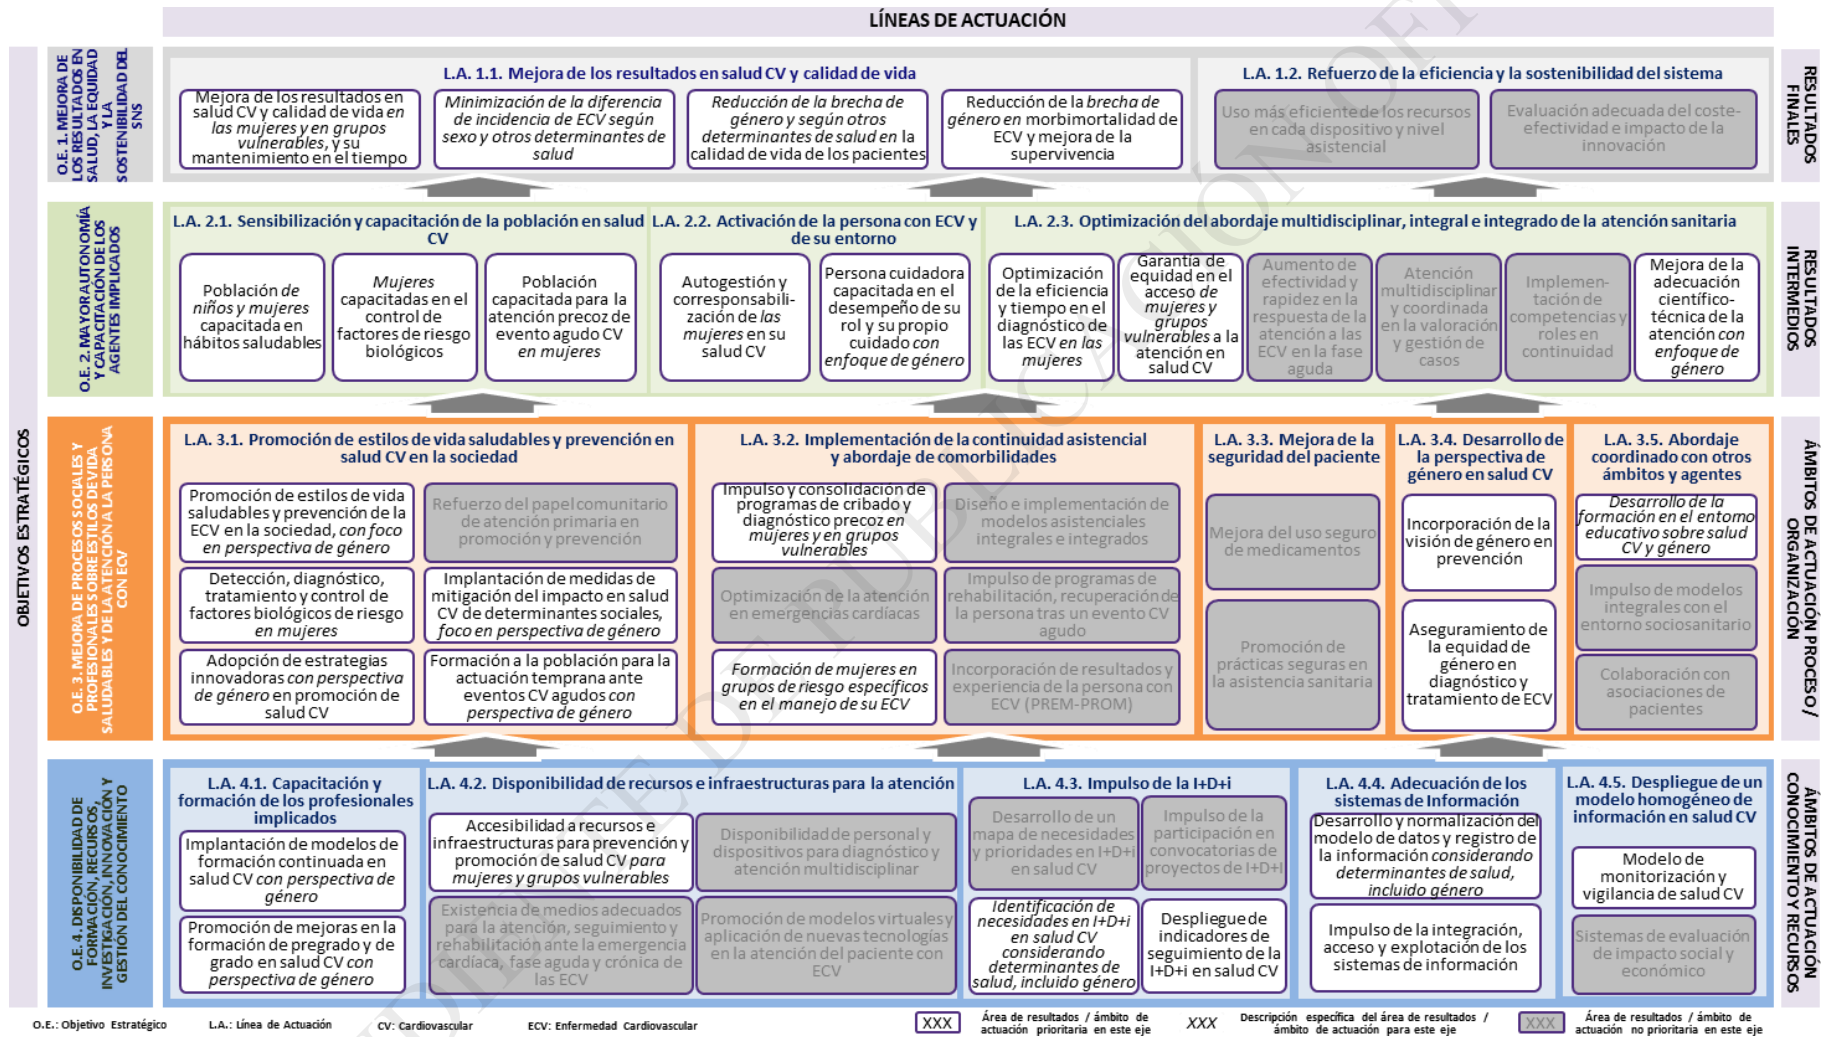 LÍNEAS DE ACTUACIÓN
OBJETIVOS ESTRATÉGICOS
O.E. 1. MEJORA DE
LOS RESULTADOS EN
SALUD, LA EQUIDAD
Y LA
SOSTENIBILIDAD DEL
SNS
L.A. 1.1. Mejora de los resultados en salud CV y calidad de vida
Mejora de los resultados en
salud CV y calidad de vida en
las mujeres y en grupos
vulnerables, y su
mantenimiento en el tiempo
Minimización de la diferencia
de incidencia de ECV según
sexo y otros determinantes de
salud
Reducción de la brecha de
género y según otros
determinantes de salud en la
calidad de vida de los pacientes
Reducción de la brecha de
género en morbimortalidad de
ECV y mejora de la
supervivencia
L.A. 1.2. Refuerzo de la eficiencia y la sostenibilidad del sistema
Uso más eficiente de los recursos
en cada dispositivo y nivel
asistencial
Evaluación adecuada del coste-
efectividad e impacto de la
innovación
RESULTADOS
FINALES
O.E. 2. MAYOR AUTONOMÍA
Y CAPACITACIÓN DE LOS
AGENTES IMPLICADOS
L.A. 2.1. Sensibilización y capacitación de la población en salud
CV
Población de
niños y mujeres
capacitada en
hábitos saludables
Mujeres
capacitadas en el
control de
factores de riesgo
biológicos
Población
capacitada para la
atención precoz de
evento agudo CV
en mujeres
L.A. 2.2. Activación de la persona con ECV y
de su entorno
Autogestión y
corresponsabili-
zación de las
mujeres en su
salud CV
Persona cuidadora
capacitada en el
desempeño de su
rol y su propio
cuidado con
enfoque de género
L.A. 2.3. Optimización del abordaje multidisciplinar, integral e integrado de la atención sanitaria
Optimización
de la eficiencia
y tiempo en el
diagnóstico de
las ECV en las
mujeres
Garantía de
equidad en el
acceso de
mujeres y
grupos
vulnerables a la
atención en
salud CV
Aumento de
efectividad y
rapidez en la
respuesta de la
atención a las
ECV en la fase
aguda
Atención
multidisciplinar
y coordinada
en la valoración
y gestión de
casos
Implemen-
tación de
competencias y
roles en
continuidad
Mejora de la
adecuación
científico-
técnica de la
atención con
enfoque de
género
RESULTADOS
INTERMEDIOS
O.E. 3. MEJORA DE PROCESOS SOCIALES Y
PROFESIONALES SOBRE ESTILOS DE VIDA
SALUDABLES Y DE LA ATENCIÓN A LA PERSONA
CON ECV
L.A. 3.1. Promoción de estilos de vida saludables y prevención en
salud CV en la sociedad
Promoción de estilos de vida
saludables y prevención de la
ECV en la sociedad, con foco
en perspectiva de género
Refuerzo del papel comunitario
de atención primaria en
promoción y prevención
Detección, diagnóstico,
tratamiento y control de
factores biológicos de riesgo
en mujeres
Implantación de medidas de
mitigación del impacto en salud
CV de determinantes sociales,
foco en perspectiva de género
Adopción de estrategias
innovadoras con perspectiva
de género en promoción de
salud CV
Formación a la población para la
actuación temprana ante
eventos CV agudos con
perspectiva de género
L.A. 3.2. Implementación de la continuidad asistencial
y abordaje de comorbilidades
Impulso y consolidación de
programas de cribado y
diagnóstico precoz en
mujeres y en grupos
vulnerables
Diseño e implementación de
modelos asistenciales
integrales e integrados
Optimización de la atención
en emergencias cardíacas
Impulso de programas de
rehabilitación, recuperación de
la persona tras un evento CV
agudo
Formación de mujeres en
grupos de riesgo específicos
en el manejo de su ECV
Incorporación de resultados y
experiencia de la persona con
ECV (PREM-PROM)
L.A. 3.3. Mejora de la
seguridad del paciente
Mejora del uso seguro
de medicamentos
Promoción de
prácticas seguras en
la asistencia sanitaria
L.A. 3.4. Desarrollo de
la perspectiva de
género en salud CV
Incorporación de la
visión de género en
prevención
Aseguramiento de
la equidad de
género en
diagnóstico y
tratamiento de ECV
L.A. 3.5. Abordaje
coordinado con otros
ámbitos y agentes
Desarrollo de la
formación en el entorno
educativo sobre salud
CV y género
Impulso de modelos
integrales con el
entorno sociosanitario
Colaboración con
asociaciones de
pacientes
ÁMBITOS DE ACTUACIÓN PROCESO/
ORGANIZACIÓN
O.E. 4. DISPONIBILIDAD DE
FORMACIÓN, RECURSOS,
INVESTIGACIÓN, INNOVACIÓN Y
GESTIÓN DEL CONOCIMIENTO
L.A. 4.1. Capacitación y
formación de los profesionales
implicados
Implantación de modelos de
formación continuada en
salud CV con perspectiva de
género
Promoción de mejoras en la
formación de pregrado y de
grado en salud CV con
perspectiva de género
L.A. 4.2. Disponibilidad de recursos e infraestructuras para la atención
Accesibilidad a recursos e
infraestructuras para prevención y
promoción de salud CV para
mujeres y grupos vulnerables
Disponibilidad de personal y
dispositivos para diagnóstico y
atención multidisciplinar
Existencia de medios adecuados
para la atención, seguimiento y
rehabilitación ante la emergencia
cardíaca, fase aguda y crónica de
las ECV
Promoción de modelos virtuales y
aplicación de nuevas tecnologías
en la atención del paciente con
ECV
L.A. 4.3. Impulso de la I+D+i
Desarrollo de un
mapa de necesidades
y prioridades en I+D+i
en salud CV
Impulso de la
participación en
convocatorias de
proyectos de I+D+I
Identificación de
necesidades en I+D+i
en salud CV
considerando
determinantes de
salud, incluido género
Despliegue de
indicadores de
seguimiento de la
I+D+i en salud CV
L.A. 4.4. Adecuación de los
sistemas de Información
Desarrollo y normalización del
modelo de datos y registro de
la información considerando
determinantes de salud,
incluido género
Impulso de la integración,
acceso y explotación de los
sistemas de información
L.A. 4.5. Despliegue de un
modelo homogéneo de
información en salud CV
Modelo de
monitorización y
vigilancia de salud CV
Sistemas de evaluación
de impacto social y
económico
ÁMBITOS DE ACTUACIÓN
CONOCIMIENTO Y RECURSOS
O.E.: Objetivo Estratégico
L.A.: Línea de Actuación
CV: Cardiovascular
ECV: Enfermedad Cardiovascular
XXX
Área de resultados / ámbito de
actuación prioritaria en este eje
XXX
Descripción específica del área de resultados /
ámbito de actuación para este eje
XXX
Área de resultados / ámbito de
actuación no prioritaria en este eje
DE PUBLICACIÓN